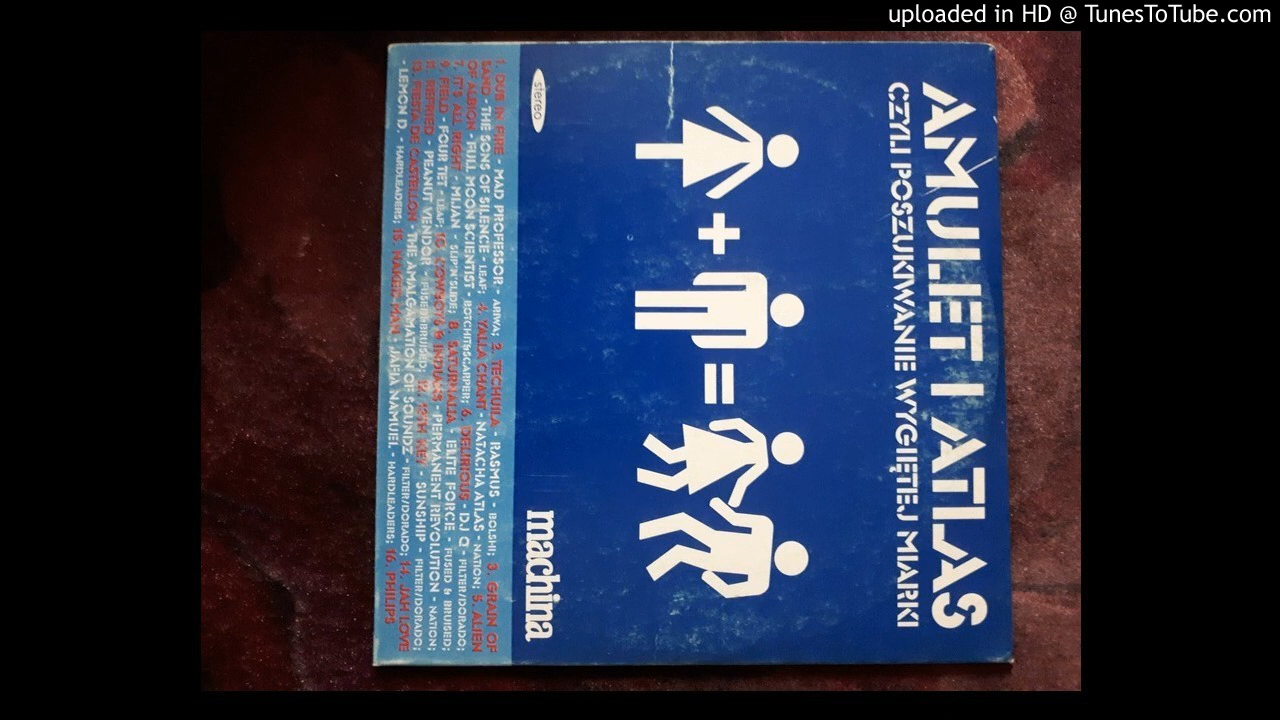 uploaded in HD @ TunesToTube.com
AMULET I ATLAS
CZYLI POSZUKIWANIE WYGIĘTEJ MIARKI
+ =
stereo
machina
1. DUB IN FIRE - MAD PROFESSOR - ARIWA; 2. TECHUILA - RASMUS - BOLSHI; 3. GRAIN OF
SAND - THE SONS OF SILENCE - LEAF; 4. YALLA CHANT - NATACHA ATLAS - NATION; 5. ALIEN
OF ALBION - FULL MOON SCIENTIST - BOTCHIT&SCARPER; 6. DELIRIOUS - DJ Q - FILTER/DORADO;
7. IT'S ALL RIGHT - MIJAN - SLIP'N'SLIDE; 8. SATURNALIA - ELITE FORCE - FUSED & BRUISED;
9. FIELD - FOUR TET - LEAF; 10. COWBOYS & INDIANS - PERMANENT REVOLUTION - NATION;
11. REFRIED - PEANUT VENDOR - FUSED&BRUISED; 12. KEY - SUNSHIP - FILTER/DORADO;
13. FIESTA DE CASTELLON - THE AMALGAMATION OF SOUNDZ - FILTER/DORADO; 14. JAH LOVE
- LEMON D. - HARDLEADERS; 15. NAKED MAN - JAFIA NAMUEL - HARDLEADERS; 16. PHILIPS